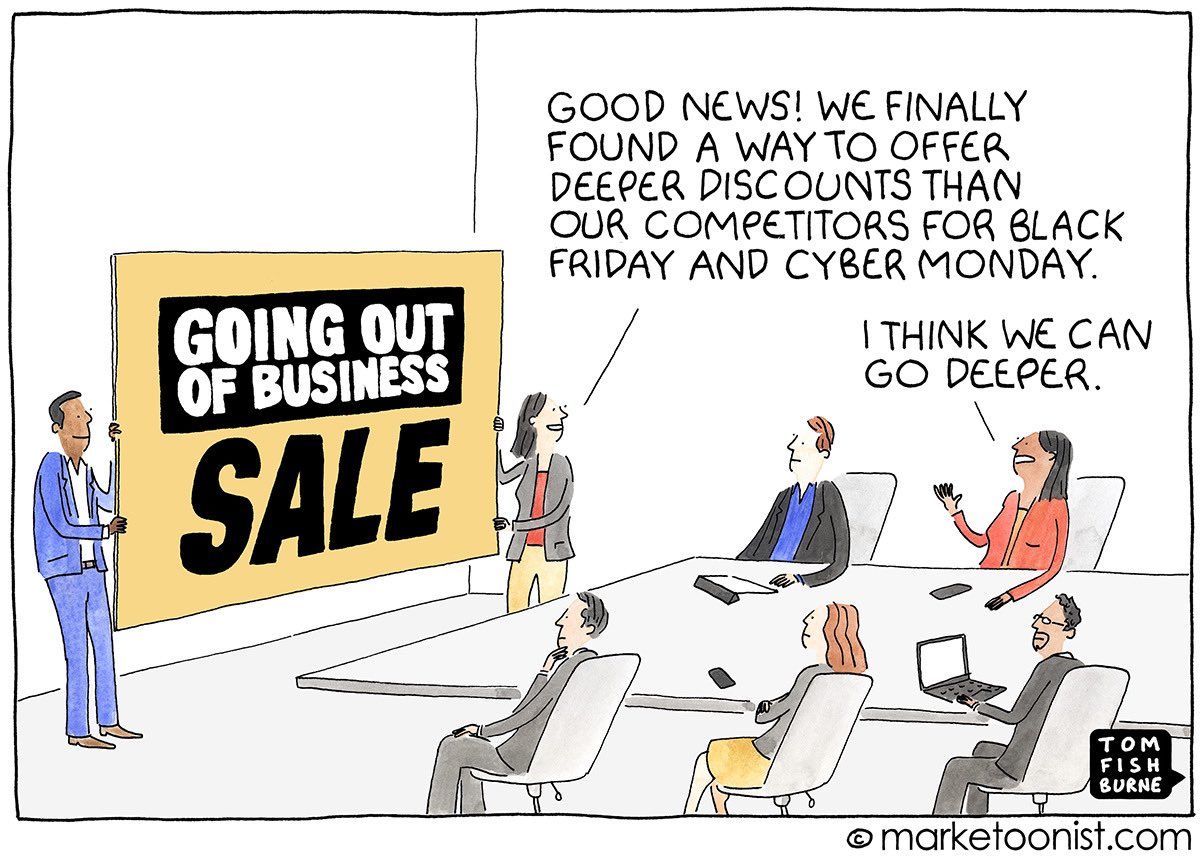 GOOD NEWS! WE FINALLY
FOUND A WAY TO OFFER
DEEPER DISCOUNTS THAN
OUR COMPETITORS FOR BLACK
FRIDAY AND CYBER MONDAY.
I THINK WE CAN
GO DEEPER.
GOING OUT
OF BUSINESS
SALE
TOM
FISH
BURNE
© marketoonist.com